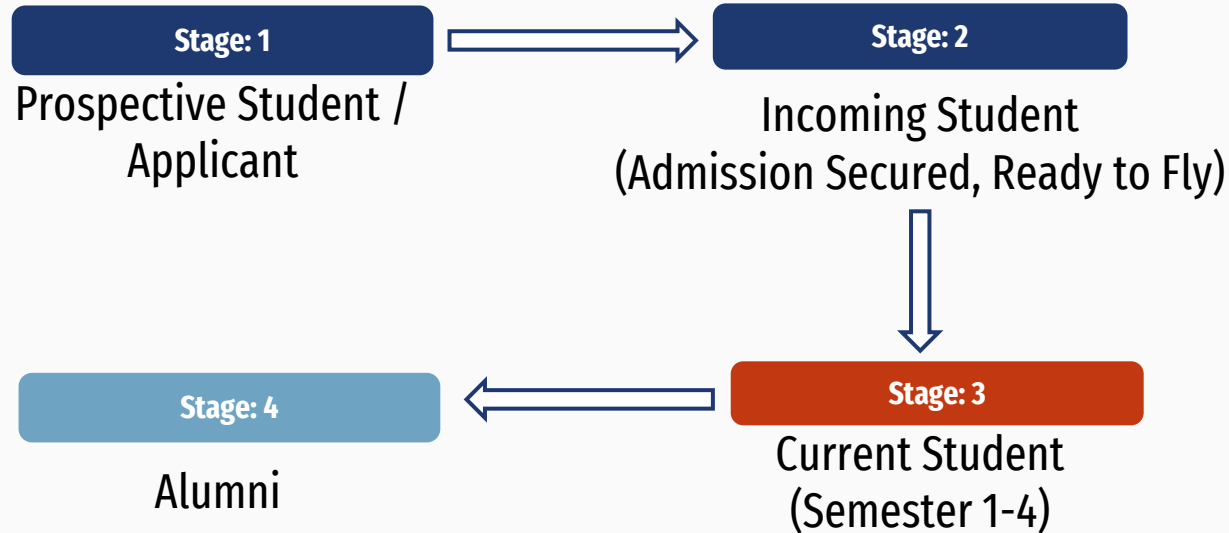 Stage: 1
Prospective Student /
Applicant
Stage: 2
Incoming Student
(Admission Secured, Ready to Fly)
Stage: 3
Current Student
(Semester 1-4)
Stage: 4
Alumni